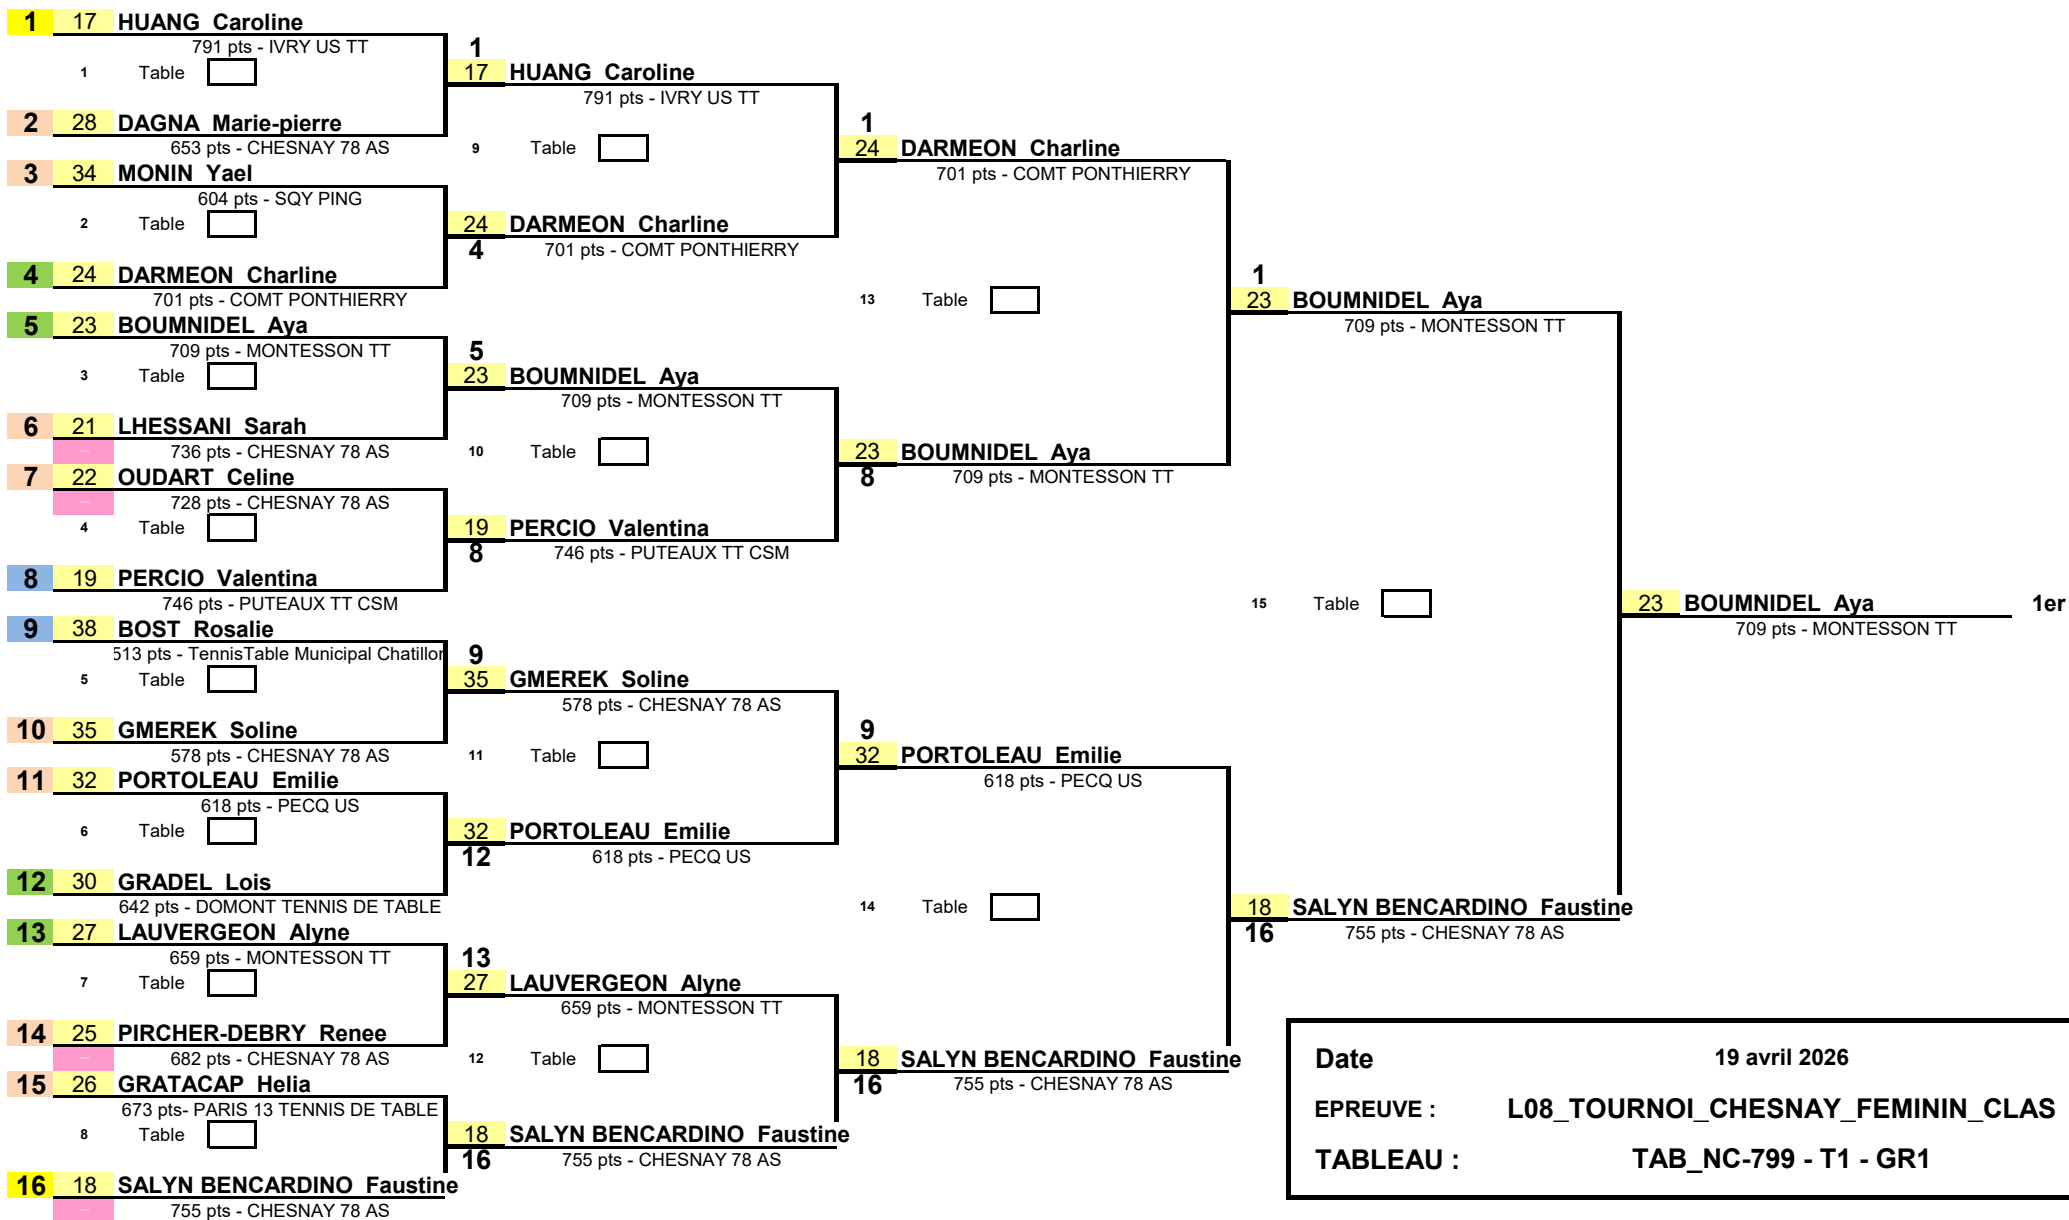 1 17 HUANG Caroline
791 pts - IVRY US TT
1 Table
2 28 DAGNA Marie-pierre
653 pts - CHESNAY 78 AS
3 34 MONIN Yael
604 pts - SQY PING
2 Table
4 24 DARMEON Charline
701 pts - COMT PONTHIERRY
5 23 BOUMNIDEL Aya
709 pts - MONTESSON TT
3 Table
6 21 LHESSANI Sarah
736 pts - CHESNAY 78 AS
7 22 OUDART Celine
728 pts - CHESNAY 78 AS
4 Table
8 19 PERCIO Valentina
746 pts - PUTEAUX TT CSM
9 38 BOST Rosalie
513 pts - TennisTable Municipal Chatillon
5 Table
10 35 GMEREK Soline
578 pts - CHESNAY 78 AS
11 32 PORTOLEAU Emilie
618 pts - PECQ US
6 Table
12 30 GRADEL Lois
642 pts - DOMONT TENNIS DE TABLE
13 27 LAUVERGEON Alyne
659 pts - MONTESSON TT
7 Table
14 25 PIRCHER-DEBRY Renee
682 pts - CHESNAY 78 AS
15 26 GRATACAP Helia
673 pts- PARIS 13 TENNIS DE TABLE
8 Table
16 18 SALYN BENCARDINO Faustine
755 pts - CHESNAY 78 AS
1
17 HUANG Caroline
791 pts - IVRY US TT
9 Table
24 DARMEON Charline
4
701 pts - COMT PONTHIERRY
5
23 BOUMNIDEL Aya
709 pts - MONTESSON TT
10 Table
19 PERCIO Valentina
8
746 pts - PUTEAUX TT CSM
9
35 GMEREK Soline
578 pts - CHESNAY 78 AS
11 Table
32 PORTOLEAU Emilie
12
618 pts - PECQ US
13
27 LAUVERGEON Alyne
659 pts - MONTESSON TT
12 Table
18 SALYN BENCARDINO Faustine
16
755 pts - CHESNAY 78 AS
1
24 DARMEON Charline
701 pts - COMT PONTHIERRY
13 Table
23 BOUMNIDEL Aya
8
709 pts - MONTESSON TT
9
32 PORTOLEAU Emilie
618 pts - PECQ US
14 Table
18 SALYN BENCARDINO Faustine
16
755 pts - CHESNAY 78 AS
1
23 BOUMNIDEL Aya
709 pts - MONTESSON TT
15 Table
18 SALYN BENCARDINO Faustine
16
755 pts - CHESNAY 78 AS
23 BOUMNIDEL Aya 1er
709 pts - MONTESSON TT
Date 19 avril 2026
EPREUVE : L08_TOURNOI_CHESNAY_FEMININ_CLAS
TABLEAU : TAB_NC-799 - T1 - GR1